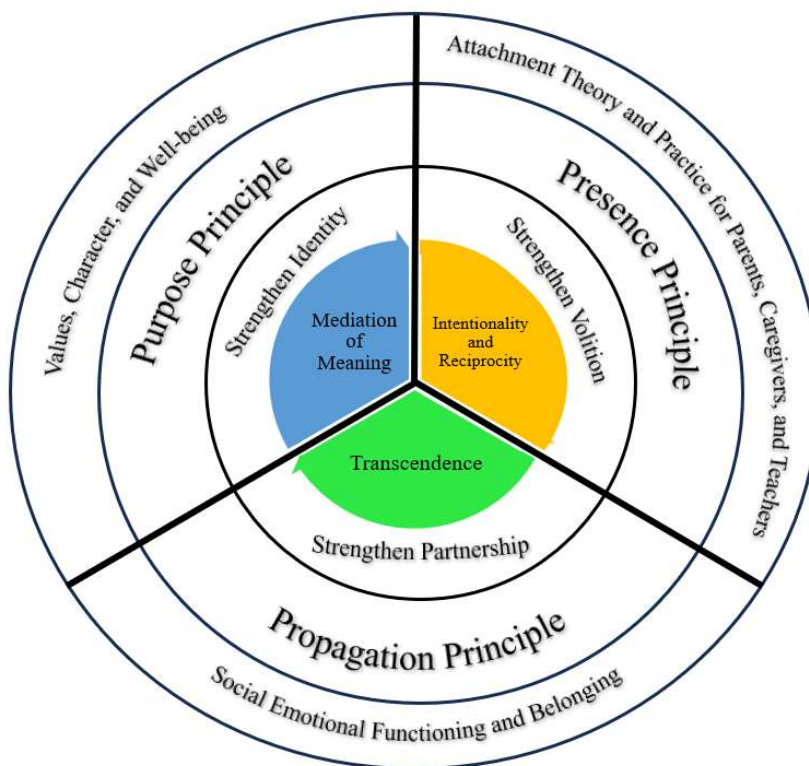 Values, Character, and Well-being
Purpose Principle
Strengthen Identity
Mediation
of
Meaning
Attachment Theory and Practice for Parents, Caregivers, and Teachers
Presence Principle
Strengthen Volition
Intentionality
and
Reciprocity
Transcendence
Strengthen Partnership
Propagation Principle
Social Emotional Functioning and Belonging